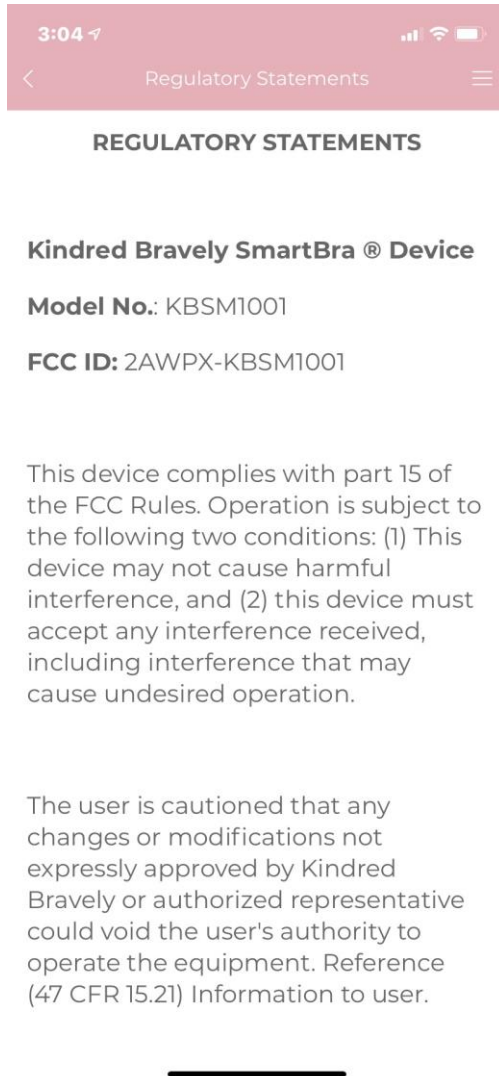 3:04
Regulatory Statements
REGULATORY STATEMENTS
Kindred Bravely SmartBra ® Device
Model No.: KBSM1001
FCC ID: 2AWPX-KBSM1001
This device complies with part 15 of
the FCC Rules. Operation is subject to
the following two conditions: (1) This
device may not cause harmful
interference, and (2) this device must
accept any interference received,
including interference that may
cause undesired operation.
The user is cautioned that any
changes or modifications not
expressly approved by Kindred
Bravely or authorized representative
could void the user's authority to
operate the equipment. Reference
(47 CFR 15.21) Information to user.